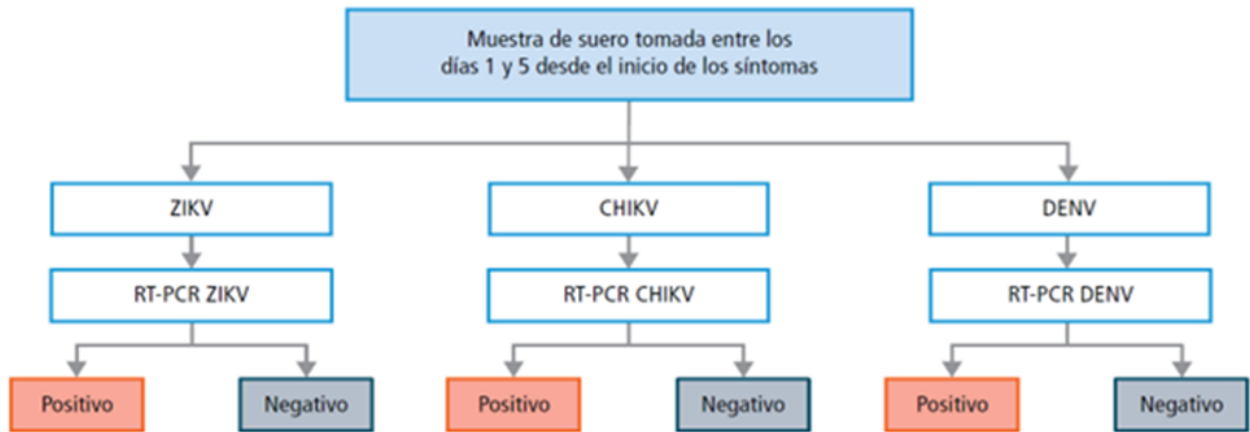 Muestra de suero tomada entre los
días 1 y 5 desde el inicio de los síntomas
ZIKV
CHIKV
DENV
RT-PCR ZIKV
RT-PCR CHIKV
RT-PCR DENV
Positivo
Negativo
Positivo
Negativo
Positivo
Negativo